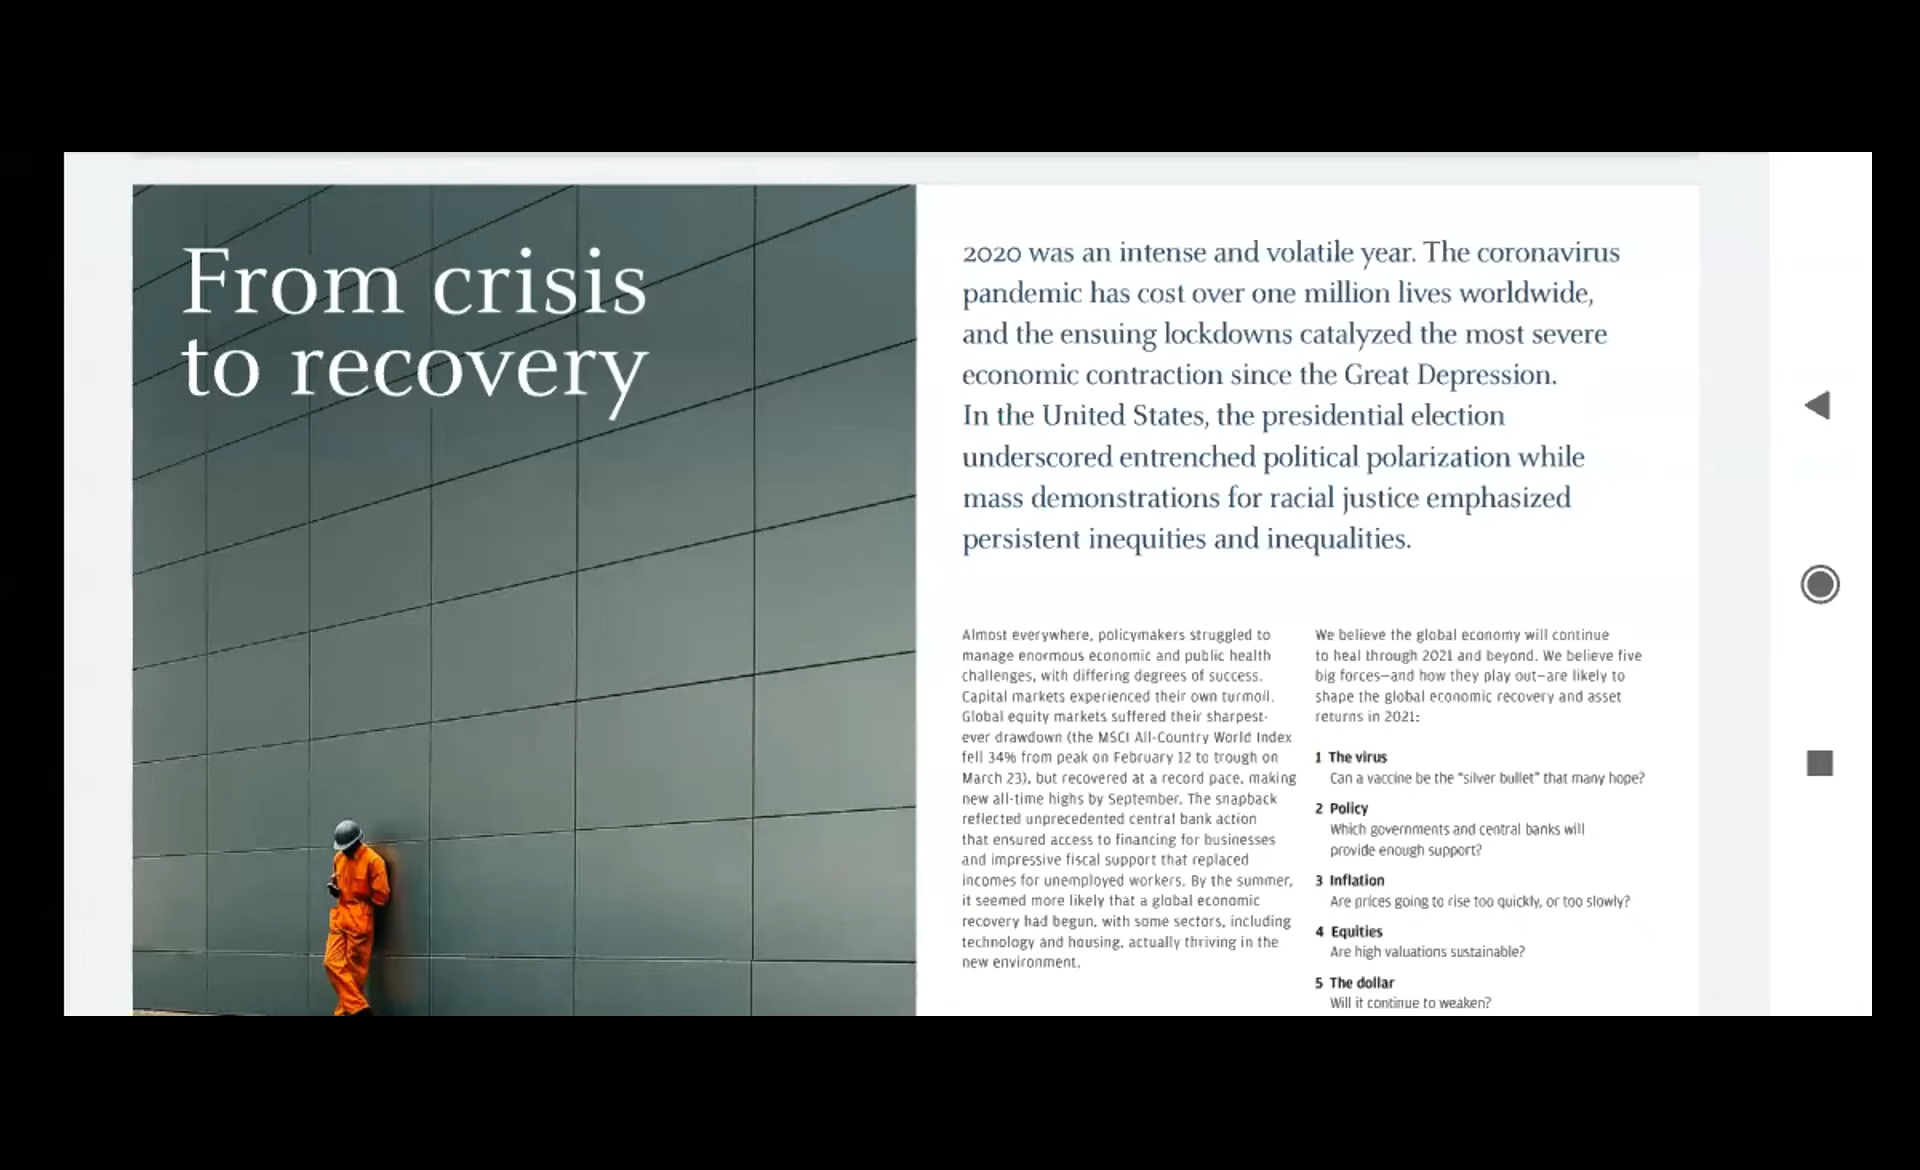 From crisis
to recovery
2020 was an intense and volatile year. The coronavirus
pandemic has cost over one million lives worldwide,
and the ensuing lockdowns catalyzed the most severe
economic contraction since the Great Depression.
In the United States, the presidential election
underscored entrenched political polarization while
mass demonstrations for racial justice emphasized
persistent inequities and inequalities.
Almost everywhere, policymakers struggled to
manage enormous economic and public health
challenges, with differing degrees of success.
Capital markets experienced their own turmoil.
Global equity markets suffered their sharpest-
ever drawdown (the MSCI All-Country World Index
fell 34% from peak on February 12 to trough on
March 23), but recovered at a record pace, making
new all-time highs by September. The snapback
reflected unprecedented central bank action
that ensured access to financing for businesses
and impressive fiscal support that replaced
incomes for unemployed workers. By the summer,
it seemed more likely that a global economic
recovery had begun, with some sectors, including
technology and housing, actually thriving in the
new environment.
We believe the global economy will continue
to heal through 2021 and beyond. We believe five
big forces—and how they play out—are likely to
shape the global economic recovery and asset
returns in 2021:
1 The virus
Can a vaccine be the "silver bullet" that many hope?
2 Policy
Which governments and central banks will
provide enough support?
3 Inflation
Are prices going to rise too quickly, or too slowly?
4 Equities
Are high valuations sustainable?
5 The dollar
Will it continue to weaken?